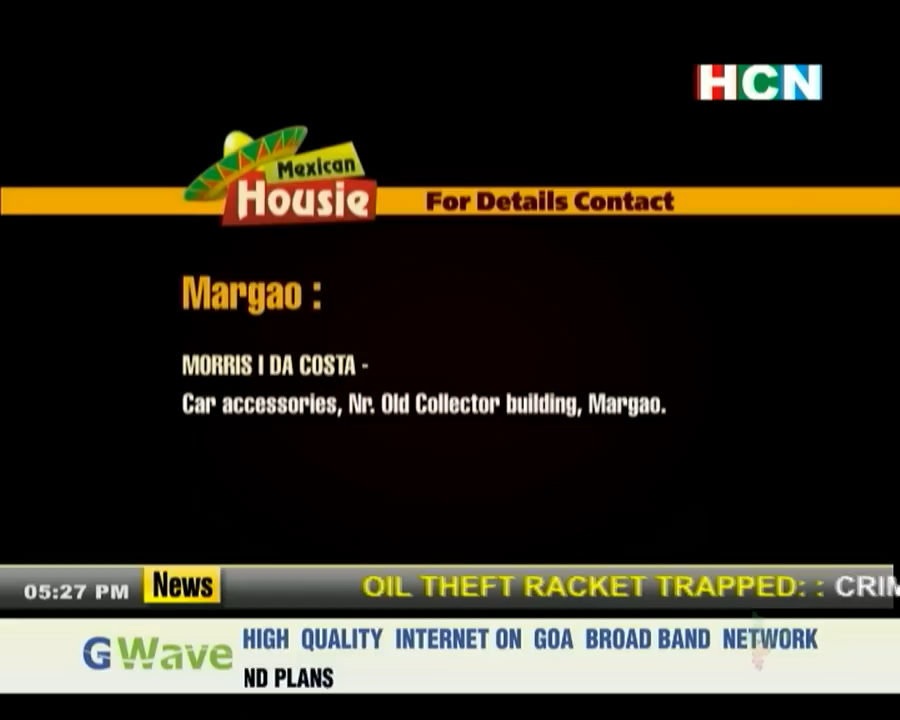 HCN
Mexican
Housie
For Details Contact
Margao :
MORRIS I DA COSTA -
Car accessories, Nr. Old Collector building, Margao.
05:27 PM
News
OIL THEFT RACKET TRAPPED: : CRIM
GWave
HIGH QUALITY INTERNET ON GOA BROAD BAND NETWORK
ND PLANS